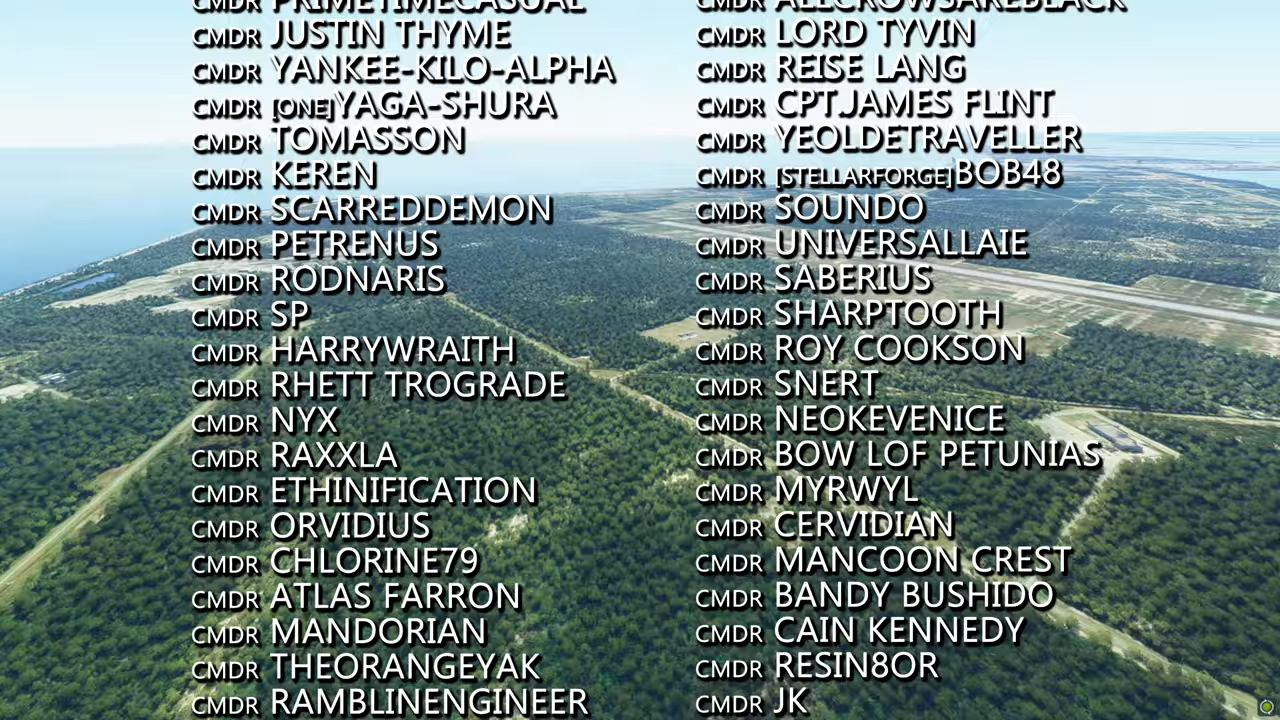 CMDR PRIMETIMECASUAL
CMDR JUSTIN THYME
CMDR YANKEE-KILO-ALPHA
CMDR [ONE]YAGA-SHURA
CMDR TOMASSON
CMDR KEREN
CMDR SCARREDDEMON
CMDR PETRENUS
CMDR RODNARIS
CMDR SP
CMDR HARRYWRAITH
CMDR RHETT TROGRADE
CMDR NYX
CMDR RAXXLA
CMDR ETHINIFICATION
CMDR ORVIDIUS
CMDR CHLORINE79
CMDR ATLAS FARRON
CMDR MANDORIAN
CMDR THEORANGEYAK
CMDR RAMBLINENGINEER
CMDR ALLCROWSAREBLACK
CMDR LORD TYVIN
CMDR REISE LANG
CMDR CPT.JAMES FLINT
CMDR YEOLDETRAVELLER
CMDR [STELLARFORGE]BOB48
CMDR SOUNDO
CMDR UNIVERSALLAIE
CMDR SABERIUS
CMDR SHARPTOOTH
CMDR ROY COOKSON
CMDR SNERT
CMDR NEOKEVENICE
CMDR BOW LOF PETUNIAS
CMDR MYRWYL
CMDR CERVIDIAN
CMDR MANCOON CREST
CMDR BANDY BUSHIDO
CMDR CAIN KENNEDY
CMDR RESIN8OR
CMDR JK